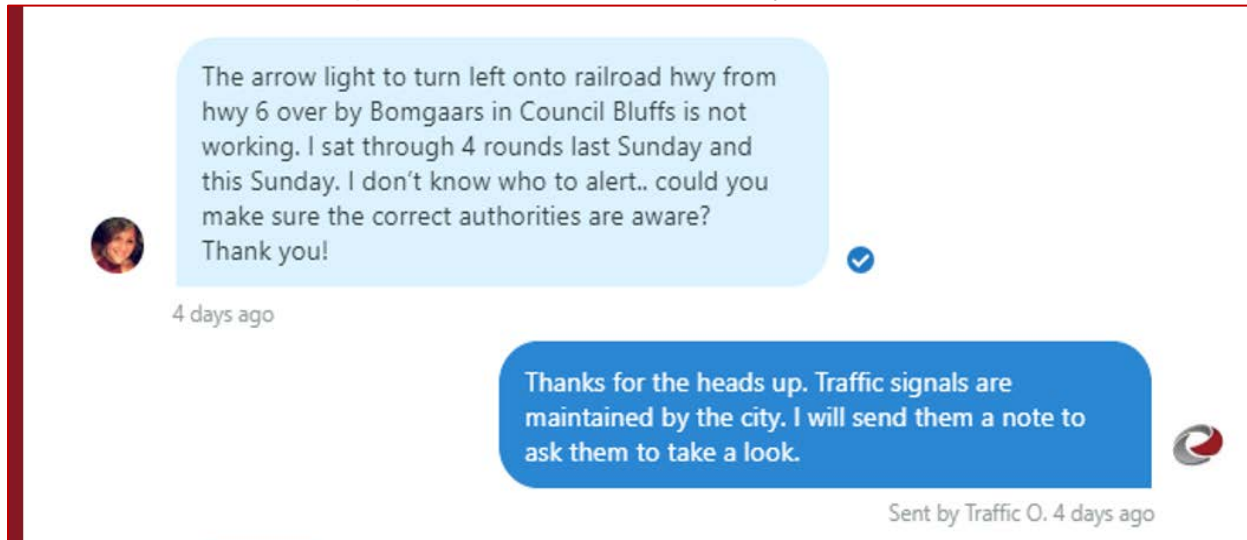 The arrow light to turn left onto railroad hwy from
hwy 6 over by Bomgaars in Council Bluffs is not
working. I sat through 4 rounds last Sunday and
this Sunday. I don't know who to alert.. could you
make sure the correct authorities are aware?
Thank you!
4 days ago
Thanks for the heads up. Traffic signals are
maintained by the city. I will send them a note to
ask them to take a look.
Sent by Traffic O. 4 days ago